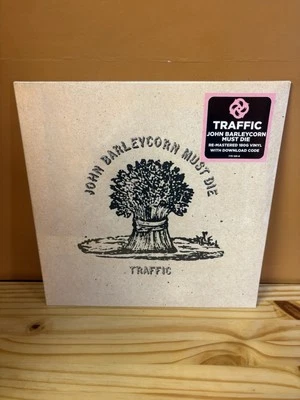 JOHN BARLEYCORN MUST DIE
TRAFFIC
TRAFFIC
JOHN BARLEYCORN
MUST DIE
RE-MASTERED 180G VINYL
WITH DOWNLOAD CODE